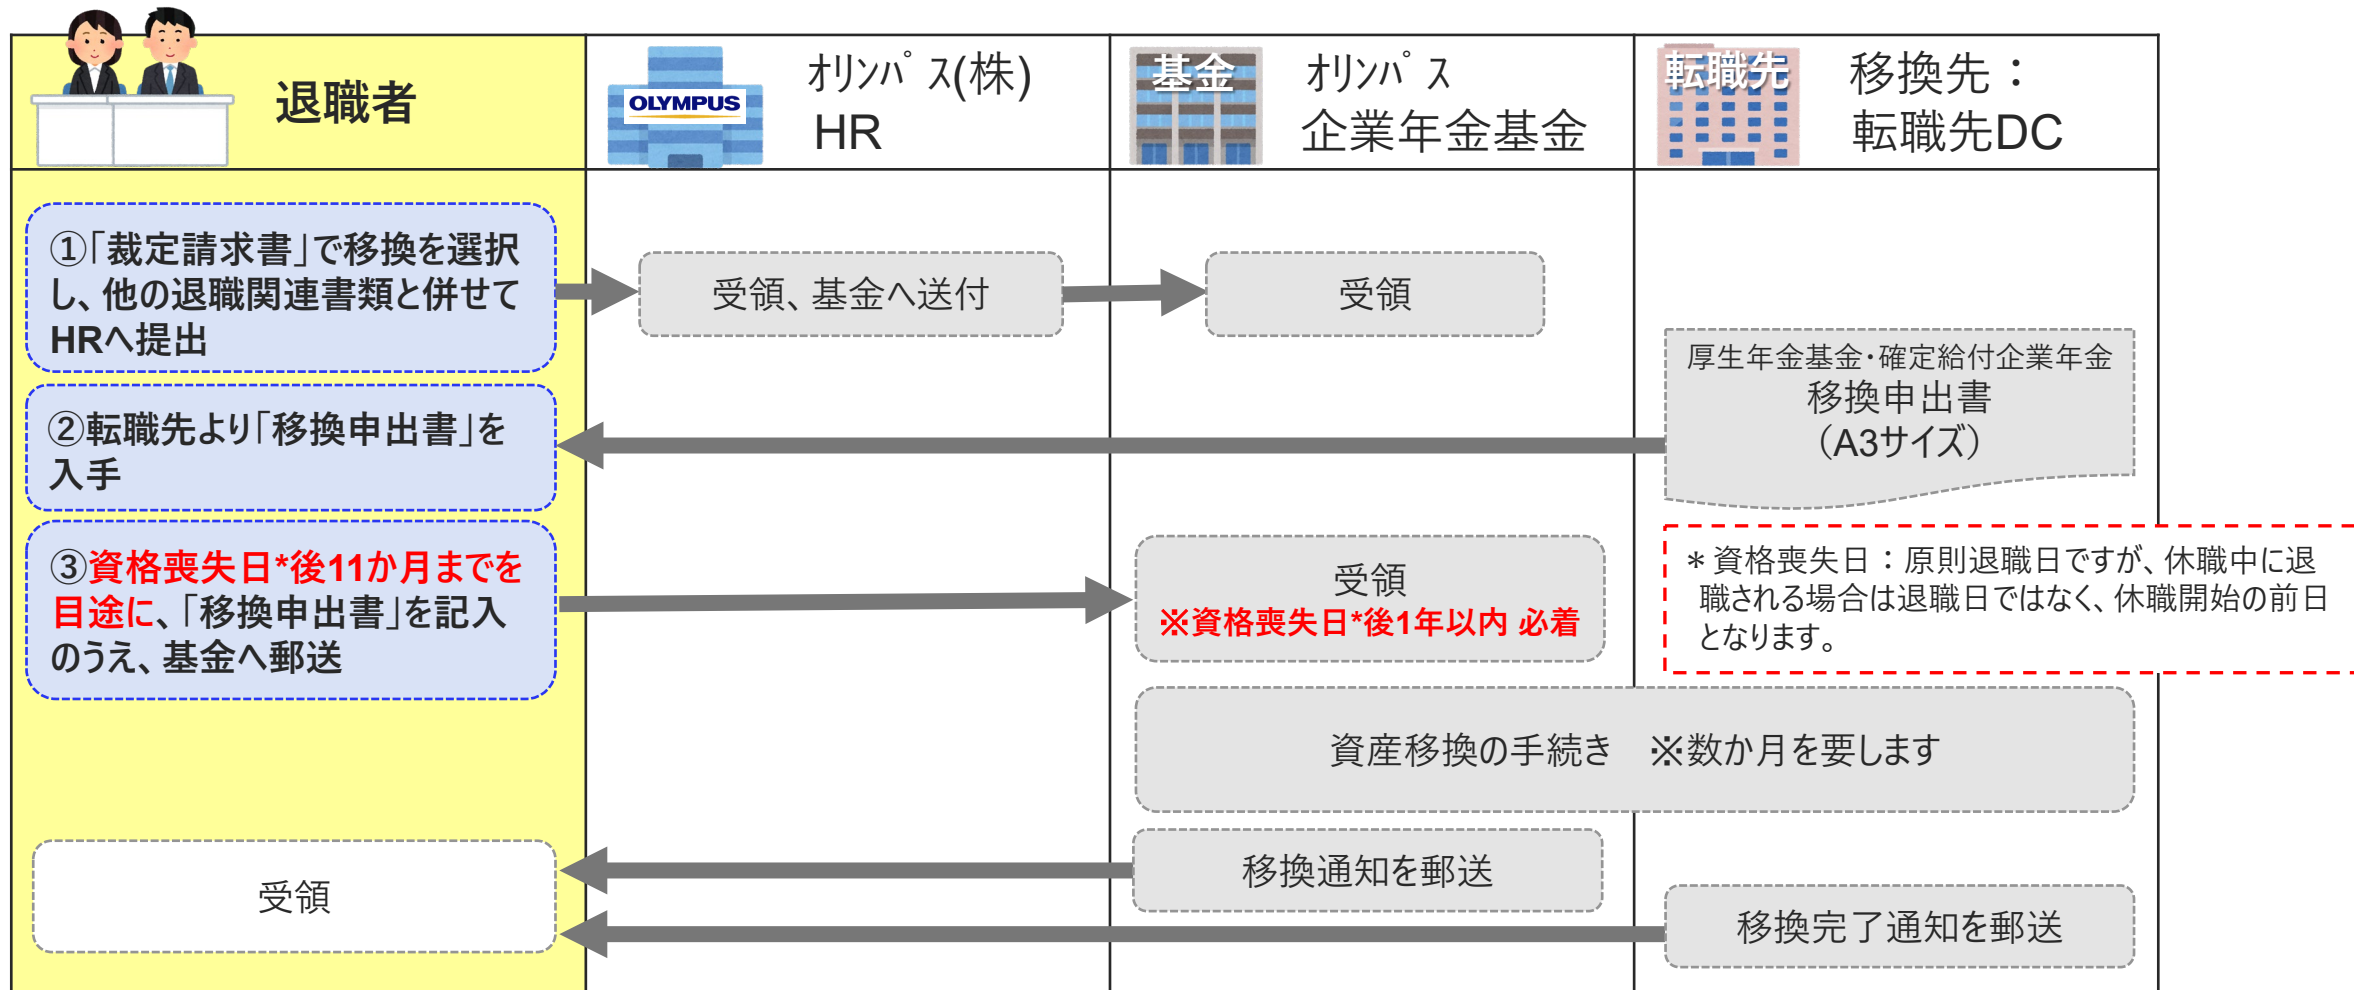 退職者
OLYMPUS
ｵﾘﾝﾊﾟｽ(株)
HR
基金
ｵﾘﾝﾊﾟｽ
企業年金基金
転職先
移換先：
転職先DC
①「裁定請求書」で移換を選択
し、他の退職関連書類と併せて
HRへ提出
受領、基金へ送付
受領
厚生年金基金・確定給付企業年金
移換申出書
（A3サイズ）
②転職先より「移換申出書」を
入手
③資格喪失日*後11か月までを
目途に、「移換申出書」を記入
のうえ、基金へ郵送
受領
※資格喪失日*後1年以内 必着
＊資格喪失日：原則退職日ですが、休職中に退
職される場合は退職日ではなく、休職開始の前日
となります。
資産移換の手続き　※数か月を要します
受領
移換通知を郵送
移換完了通知を郵送